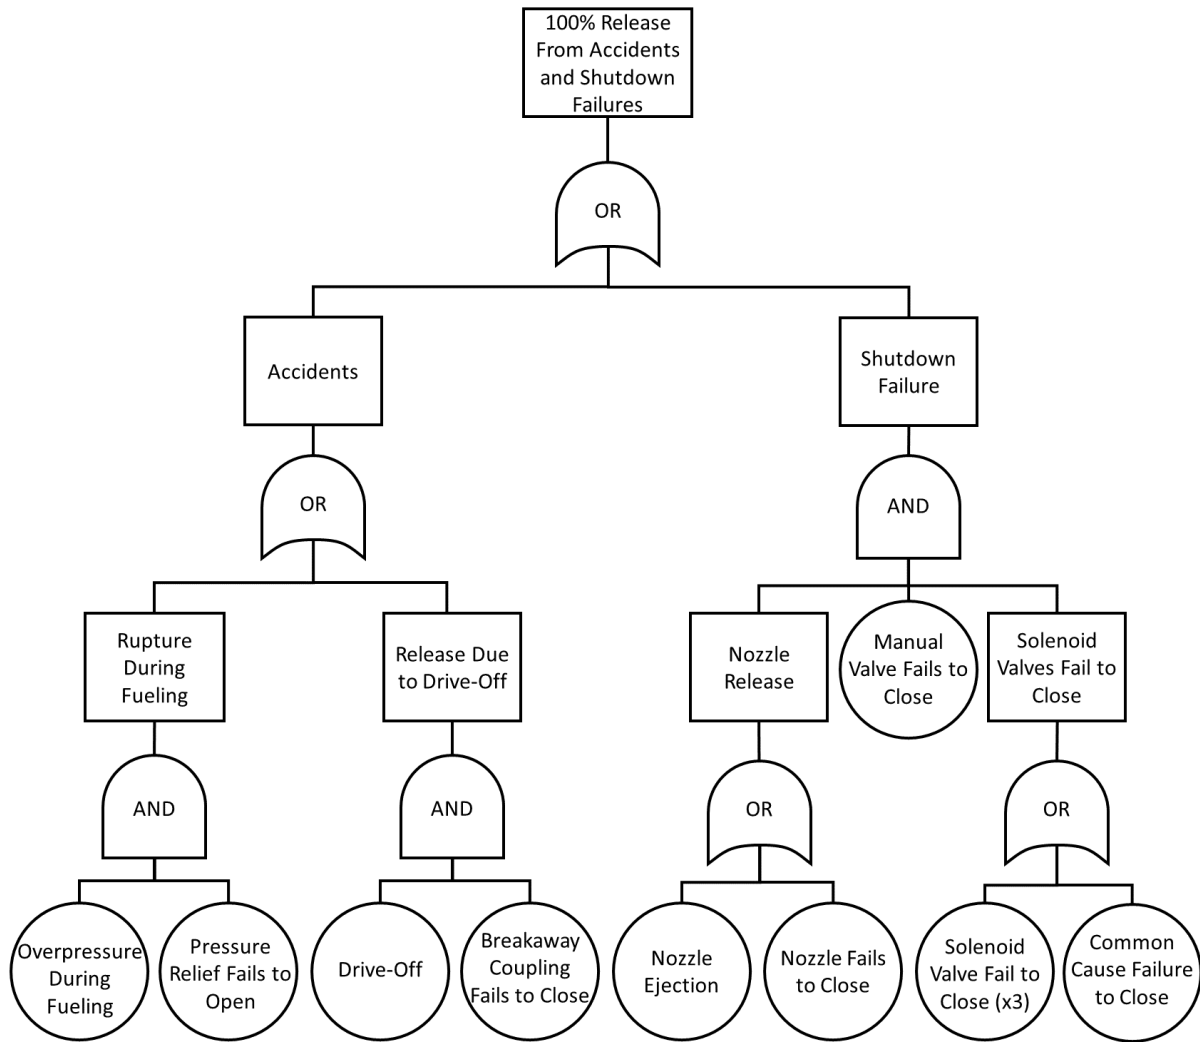 100% Release
From Accidents
and Shutdown
Failures
OR
Accidents
Shutdown
Failure
OR
AND
Rupture
During
Fueling
Release Due
to Drive-Off
Nozzle
Release
Manual
Valve Fails to
Close
Solenoid
Valves Fail to
Close
AND
AND
OR
OR
Overpressure
During
Fueling
Pressure
Relief Fails to
Open
Drive-Off
Breakaway
Coupling
Fails to Close
Nozzle
Ejection
Nozzle Fails
to Close
Solenoid
Valve Fail to
Close (x3)
Common
Cause Failure
to Close